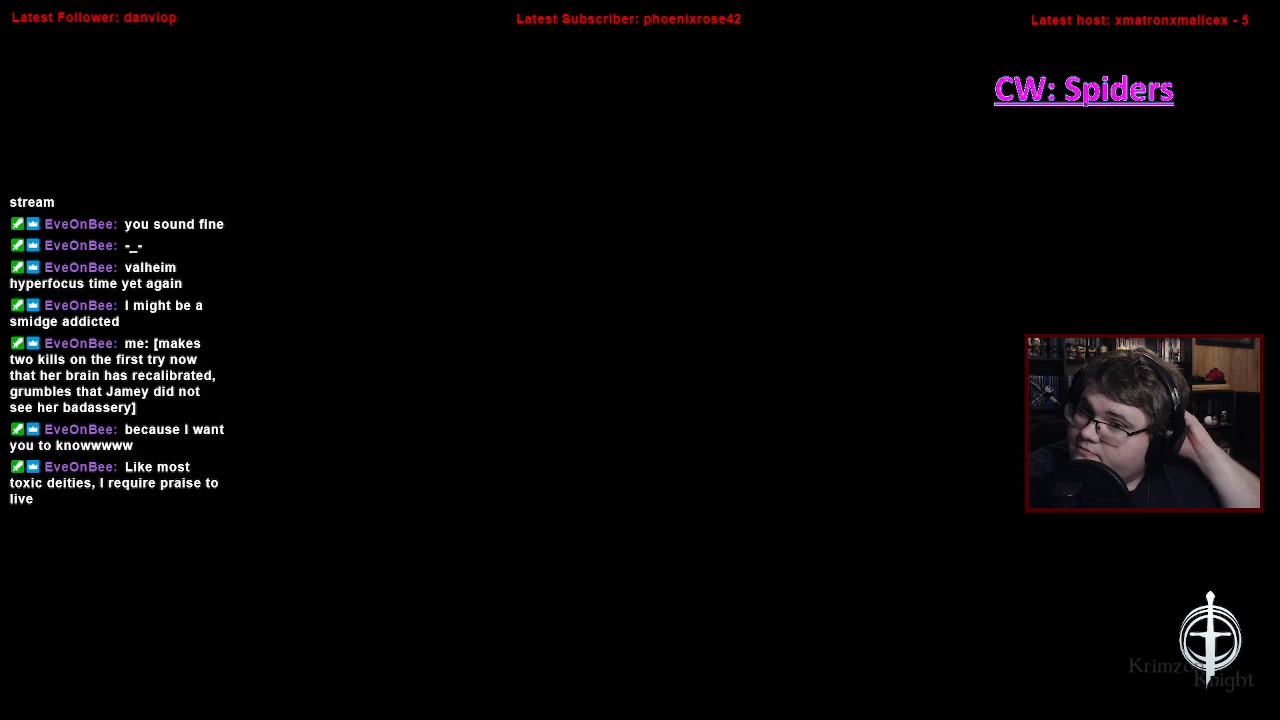 Latest Follower: danviop
Latest Subscriber: phoenixrose42
Latest host: xmatronxmalicex - 5
CW: Spiders
stream
EveOnBee: you sound fine
EveOnBee: -_-
EveOnBee: valheim
hyperfocus time yet again
EveOnBee: I might be a
smidge addicted
EveOnBee: me: [makes
two kills on the first try now
that her brain has recalibrated,
grumbles that Jamey did not
see her badassery]
EveOnBee: because I want
you to knowwwww
EveOnBee: Like most
toxic deities, I require praise to
live
Krimzon
Knight